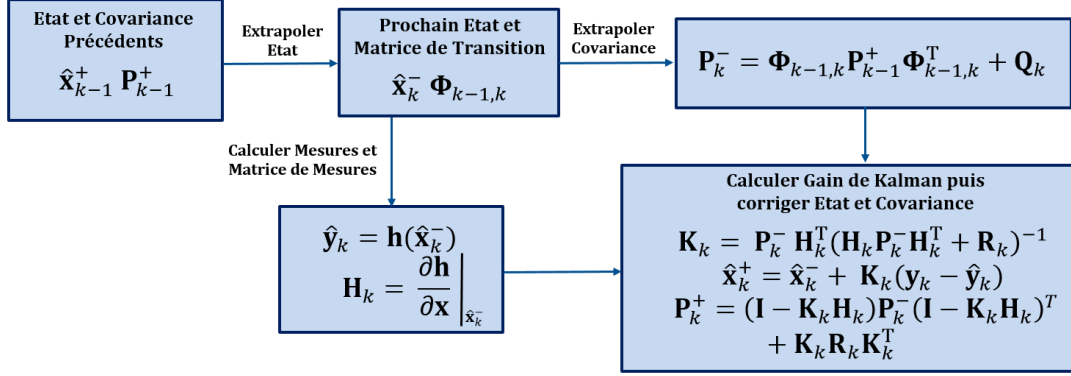 Etat et Covariance
Précédents
x̂⁺ₖ₋₁ P⁺ₖ₋₁
Extrapoler
Etat
Prochain Etat et
Matrice de Transition
x̂⁻ₖ Φₖ₋₁,ₖ
Extrapoler
Covariance
P⁻ₖ = Φₖ₋₁,ₖP⁺ₖ₋₁Φᵀₖ₋₁,ₖ + Qₖ
Calculer Mesures et
Matrice de Mesures
ŷₖ = h(x̂⁻ₖ)
Hₖ = ∂h/∂x|x̂⁻ₖ
Calculer Gain de Kalman puis
corriger Etat et Covariance
Kₖ = P⁻ₖ Hᵀₖ(HₖP⁻ₖHᵀₖ + Rₖ)⁻¹
x̂⁺ₖ = x̂⁻ₖ + Kₖ(yₖ − ŷₖ)
P⁺ₖ = (I − KₖHₖ)P⁻ₖ(I − KₖHₖ)ᵀ
+ KₖRₖKᵀₖ